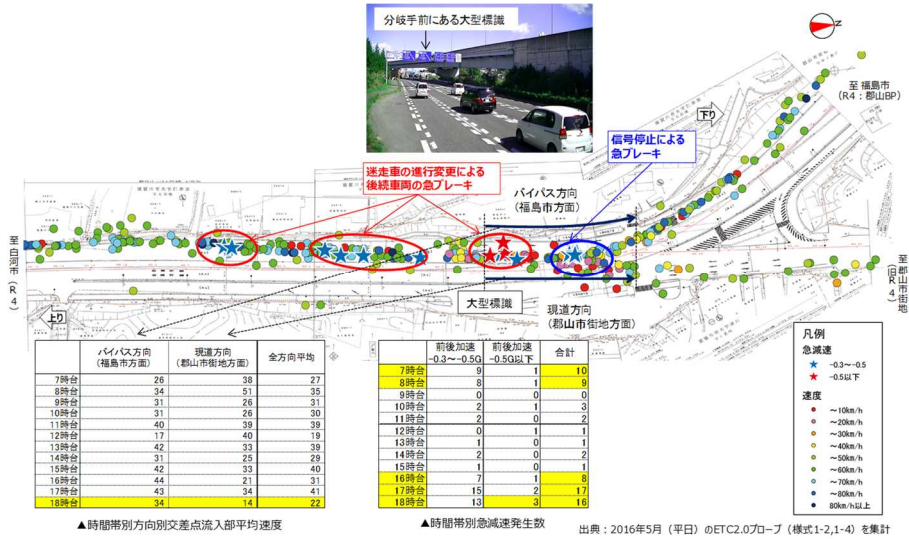 分岐手前にある大型標識
N
至 福島市
（R4：郡山BP）
下り
信号停止による
急ブレーキ
迷走車の進行変更による
後続車両の急ブレーキ
バイパス方向
（福島市方面）
至白河市（R4）
至郡山市街地（旧R4）
大型標識
現道方向
（郡山市街地方面）
上り
バイパス方向（福島市方面） 現道方向（郡山市街地方面） 全方向平均
7時台 26 38 27
8時台 34 51 35
9時台 31 26 31
10時台 31 26 30
11時台 40 39 39
12時台 17 40 19
13時台 42 33 39
14時台 31 25 29
15時台 42 33 40
16時台 44 21 31
17時台 43 34 41
18時台 34 14 22
▲時間帯別方向別交差点流入部平均速度
前後加速-0.3～-0.5G 前後加速-0.5G以下 合計
7時台 9 1 10
8時台 8 1 9
9時台 0 0 0
10時台 2 1 3
11時台 2 0 2
12時台 0 1 1
13時台 1 0 1
14時台 2 0 2
15時台 1 0 1
16時台 7 1 8
17時台 15 2 17
18時台 13 3 16
▲時間帯別急減速発生数
凡例
急減速
-0.3～-0.5
-0.5以下
速度
～10km/h
～20km/h
～30km/h
～40km/h
～50km/h
～60km/h
～70km/h
～80km/h
80km/h以上
出典：2016年5月（平日）のETC2.0プローブ（様式1-2,1-4）を集計